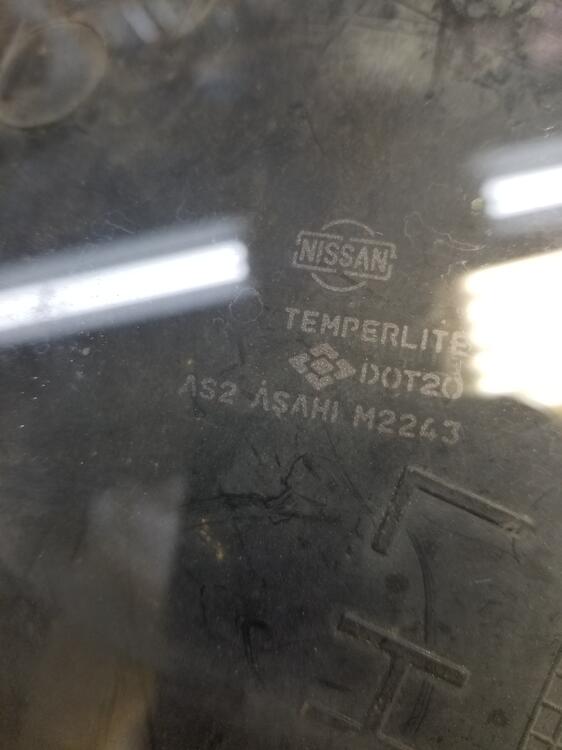 NISSAN
TEMPERLITE
DOT20
AS2 ASAHI M2243